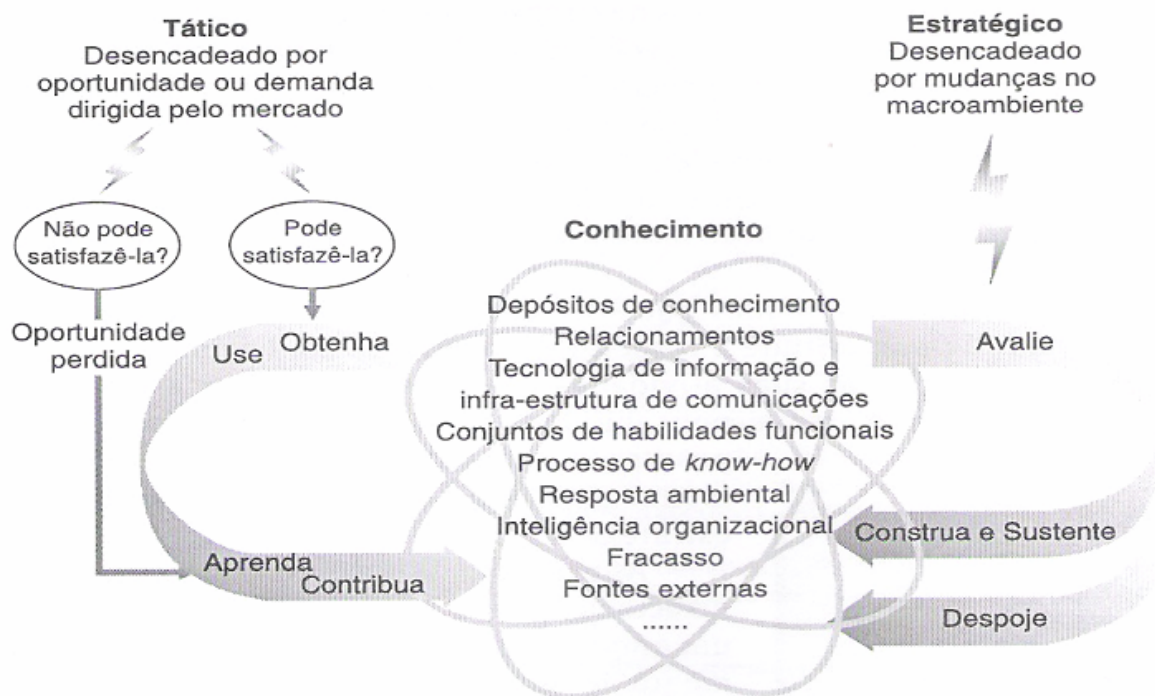 Tático
Desencadeado por
oportunidade ou demanda
dirigida pelo mercado
Não pode
satisfazê-la?
Pode
satisfazê-la?
Oportunidade
perdida
Use
Obtenha
Aprenda
Contribua
Conhecimento
Depósitos de conhecimento
Relacionamentos
Tecnologia de informação e
infra-estrutura de comunicações
Conjuntos de habilidades funcionais
Processo de know-how
Resposta ambiental
Inteligência organizacional
Fracasso
Fontes externas
......
Estratégico
Desencadeado
por mudanças no
macroambiente
Avalie
Construa e Sustente
Despoje